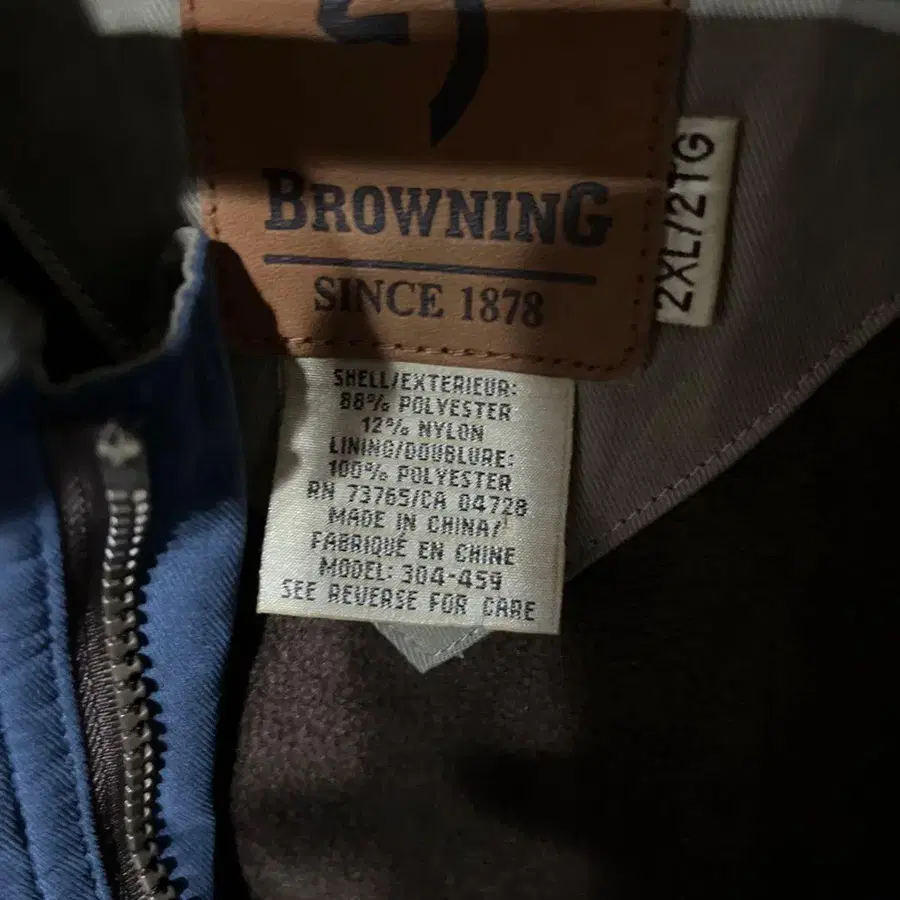 BROWNING
SINCE 1878
2XL/2TG
SHELL/EXTERIEUR:
88% POLYESTER
12% NYLON
LINING/DOUBLURE:
100% POLYESTER
RN 73765/CA 04728
MADE IN CHINA/
FABRIQUÉ EN CHINE
MODEL: 304-459
SEE REVERSE FOR CARE